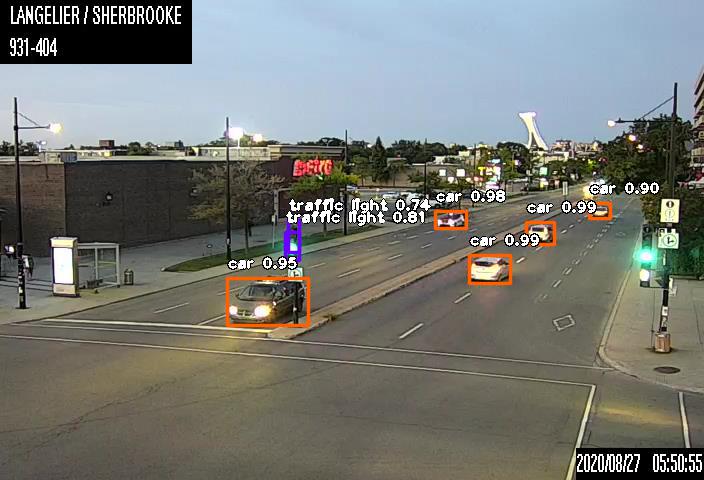 LANGELIER / SHERBROOKE
931-404
metro
car 0.90
car 0.98
traffic light 0.74
car 0.99
traffic light 0.81
car 0.99
car 0.95
2020/08/27 05:50:55